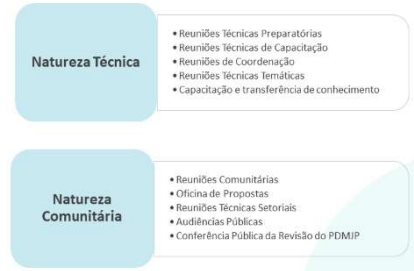 Natureza Técnica
• Reuniões Técnicas Preparatórias
• Reuniões Técnicas de Capacitação
• Reuniões de Coordenação
• Reuniões Técnicas Temáticas
• Capacitação e transferência de conhecimento
Natureza
Comunitária
• Reuniões Comunitárias
• Oficina de Propostas
• Reuniões Técnicas Setoriais
• Audiências Públicas
• Conferência Pública da Revisão do PDMJP